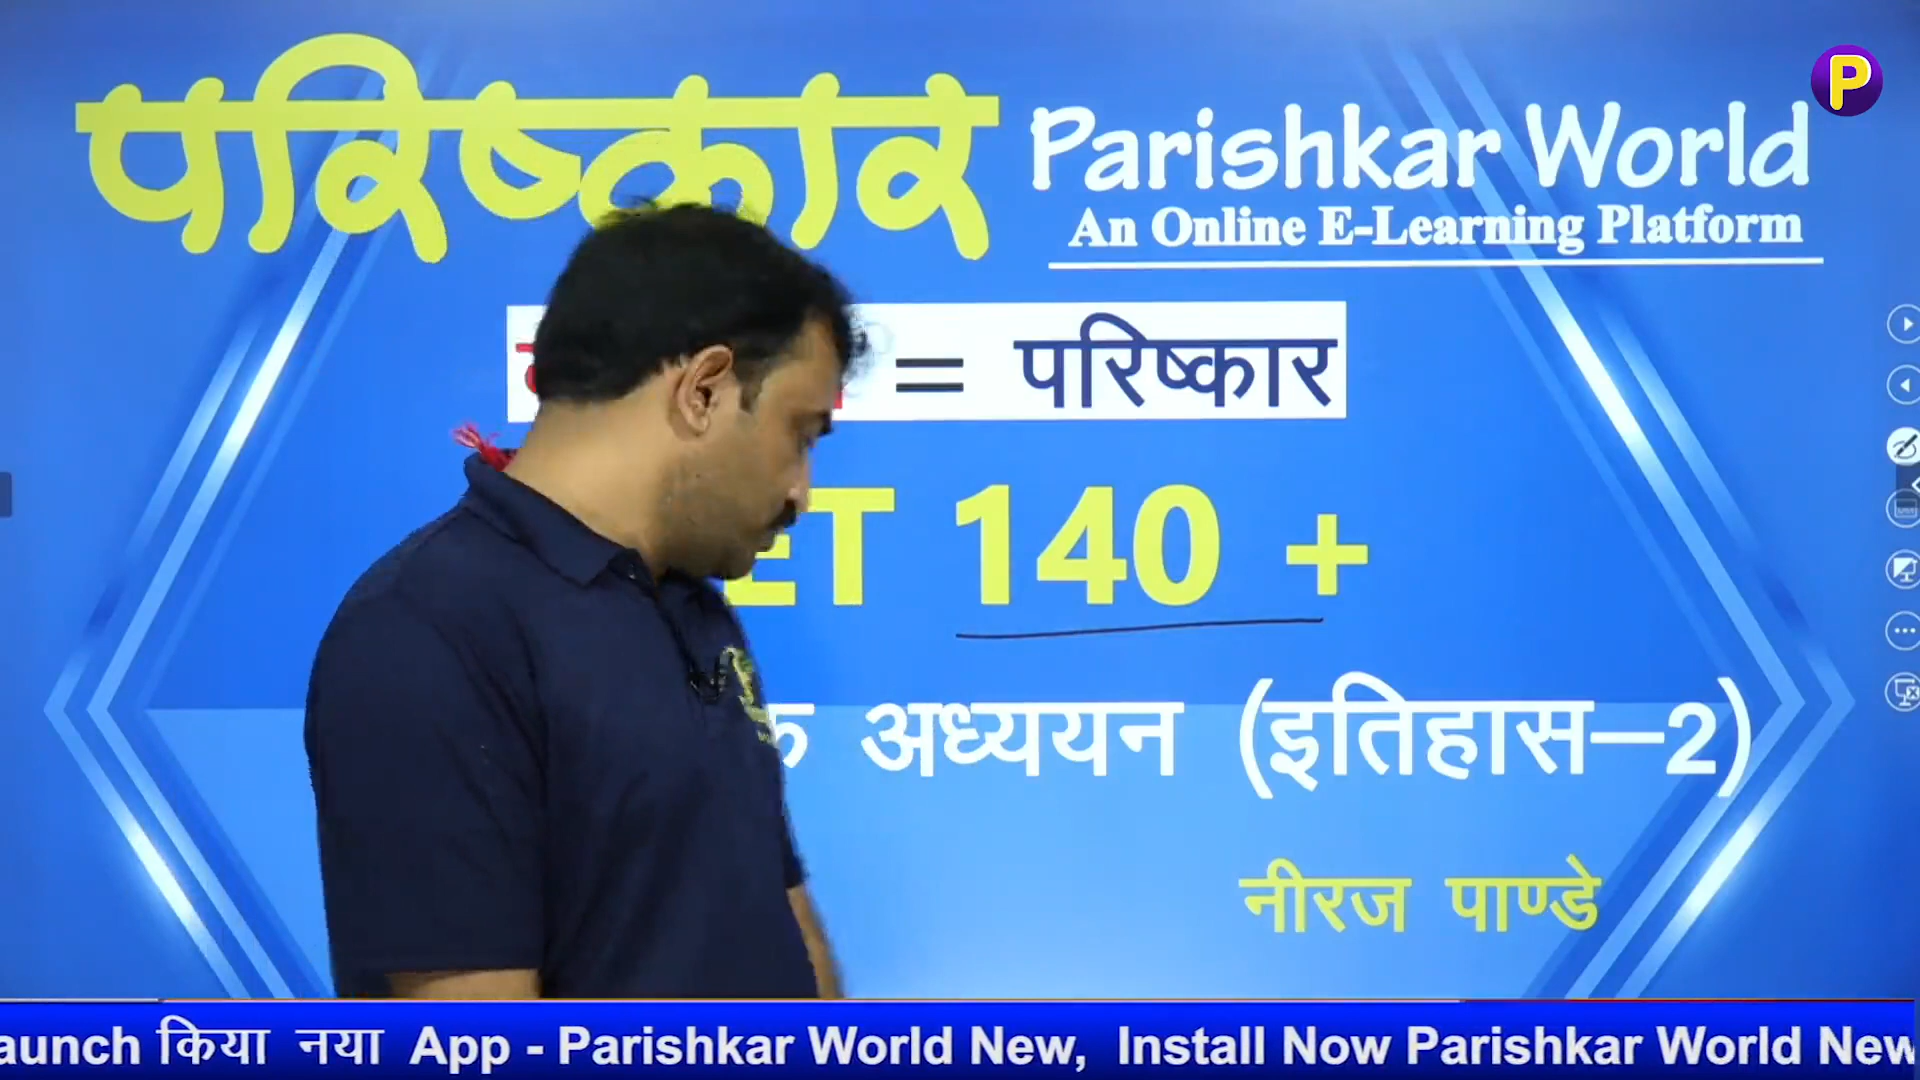 परिष्कार
Parishkar World
P
An Online E-Learning Platform
= परिष्कार
ET 140 +
अध्ययन (इतिहास–2)
नीरज पाण्डे
aunch किया नया App - Parishkar World New, Install Now Parishkar World New